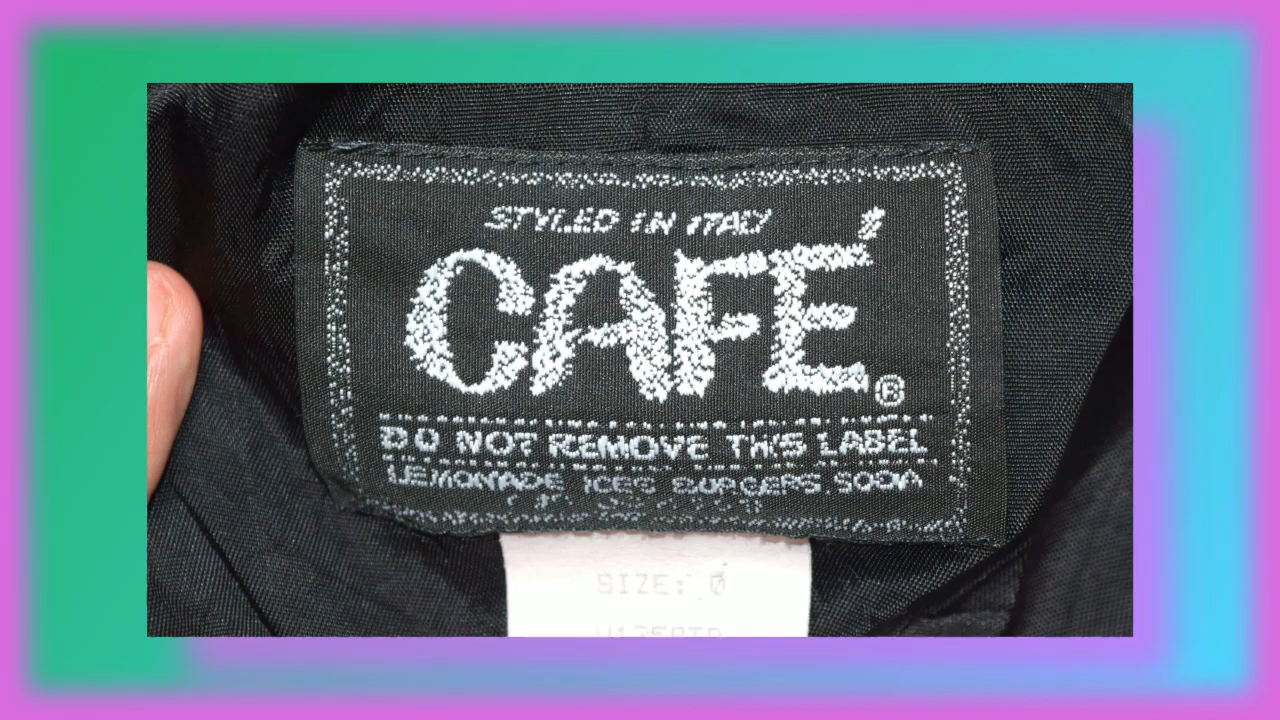 STYLED IN ITALY
CAFÉ®
DO NOT REMOVE THIS LABEL
LEMONADE ICES BURGERS SODA
SIZE: 0